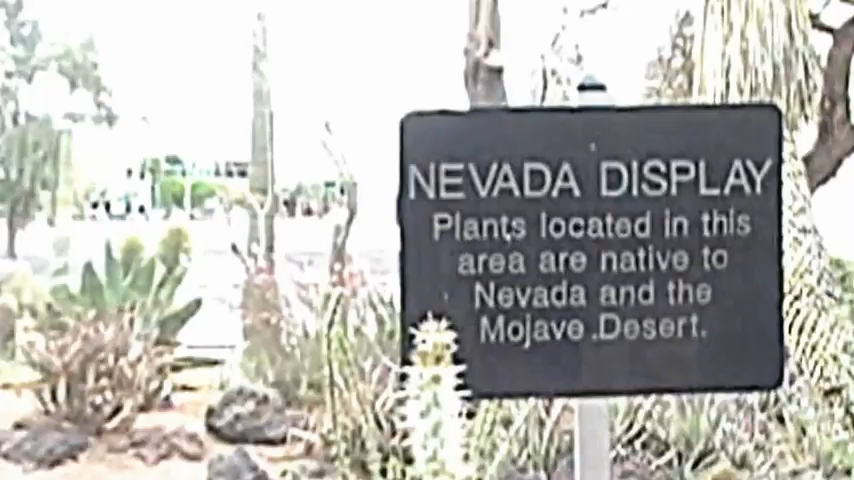 NEVADA DISPLAY
Plants located in this
area are native to
Nevada and the
Mojave Desert.